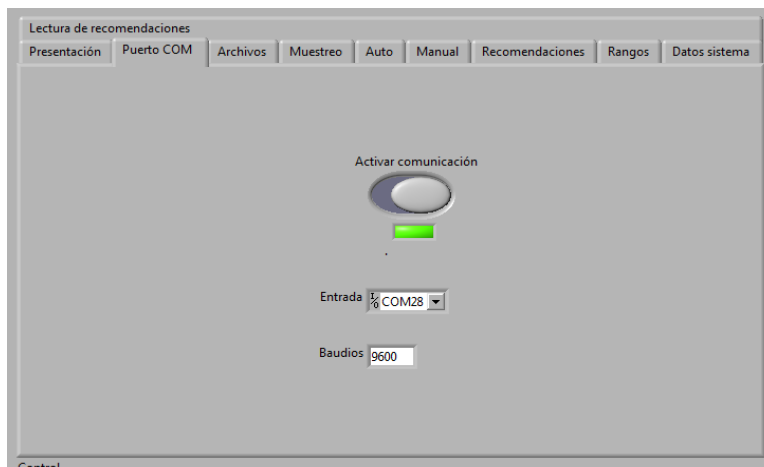 Lectura de recomendaciones
Presentación Puerto COM Archivos Muestreo Auto Manual Recomendaciones Rangos Datos sistema
Activar comunicación
Entrada I/O COM28
Baudios 9600
Control